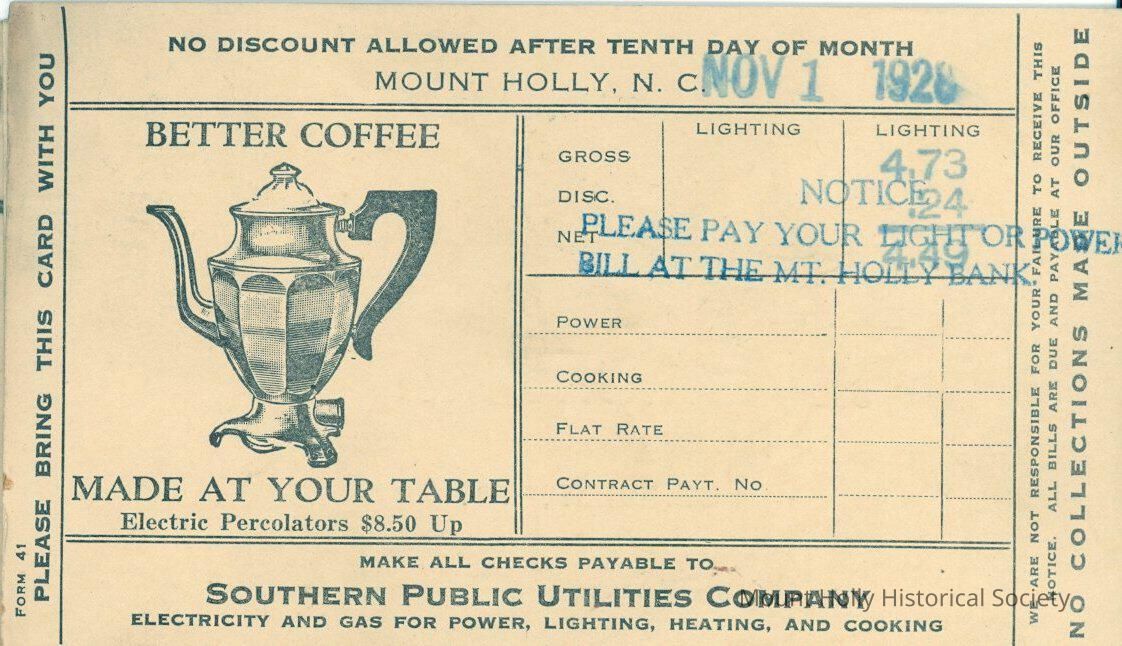 NO DISCOUNT ALLOWED AFTER TENTH DAY OF MONTH
MOUNT HOLLY, N. C. NOV 1 1928
BETTER COFFEE
MADE AT YOUR TABLE
Electric Percolators $8.50 Up
LIGHTING LIGHTING
GROSS 4.73
DISC. .24
NET 4.49
NOTICE
PLEASE PAY YOUR LIGHT OR POWER
BILL AT THE MT. HOLLY BANK.
POWER
COOKING
FLAT RATE
CONTRACT PAYT. NO
MAKE ALL CHECKS PAYABLE TO
SOUTHERN PUBLIC UTILITIES COMPANY
ELECTRICITY AND GAS FOR POWER, LIGHTING, HEATING, AND COOKING
FORM 41
PLEASE BRING THIS CARD WITH YOU
WE ARE NOT RESPONSIBLE FOR YOUR FAILURE TO RECEIVE THIS
NOTICE. ALL BILLS ARE DUE AND PAYABLE AT OUR OFFICE
NO COLLECTIONS MADE OUTSIDE
Mount Holly Historical Society